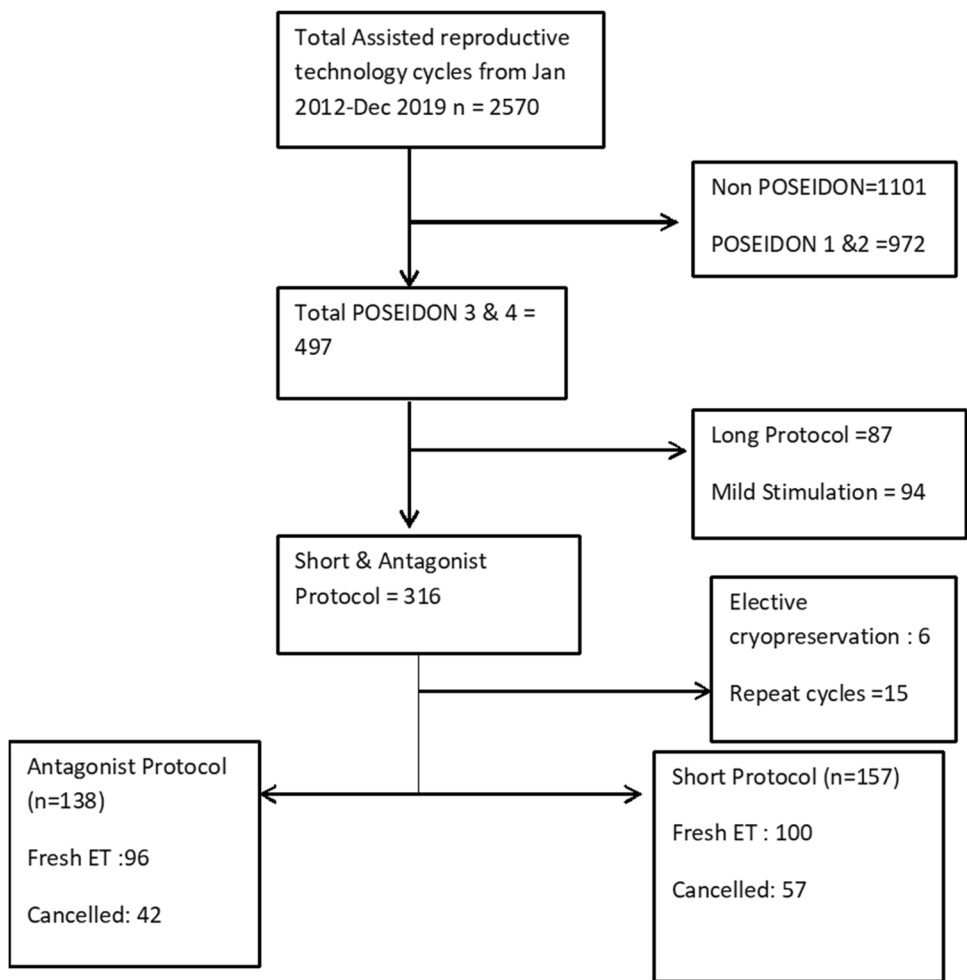 Total Assisted reproductive
technology cycles from Jan
2012-Dec 2019 n = 2570
Non POSEIDON=1101
POSEIDON 1 &2 =972
Total POSEIDON 3 & 4 =
497
Long Protocol =87
Mild Stimulation = 94
Short & Antagonist
Protocol = 316
Elective
cryopreservation : 6
Repeat cycles =15
Antagonist Protocol
(n=138)
Fresh ET :96
Cancelled: 42
Short Protocol (n=157)
Fresh ET : 100
Cancelled: 57